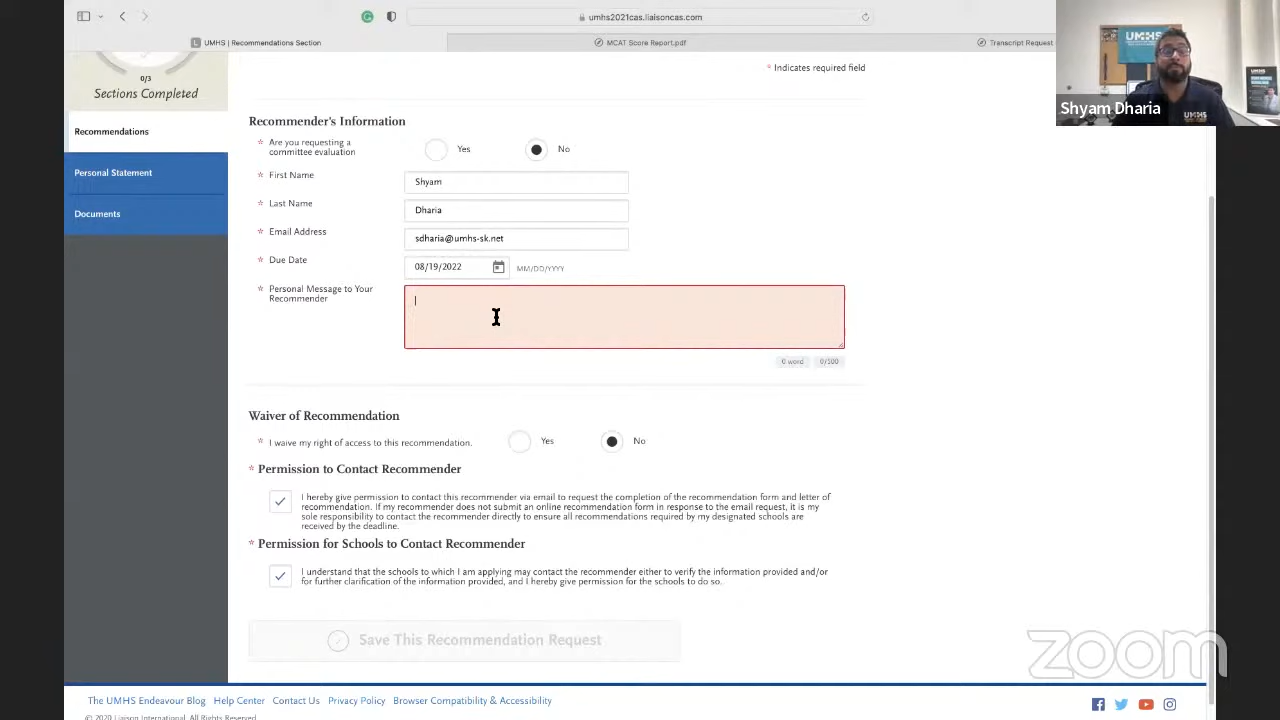 umhs2021cas.liaisoncas.com
UMHS | Recommendations Section
MCAT Score Report.pdf
Transcript Request
UMHS
UMHS
Shyam Dharia
UMHS
0/3
Sections Completed
Recommendations
Personal Statement
Documents
* Indicates required field
Recommender's Information
* Are you requesting a
committee evaluation
Yes
No
* First Name
Shyam
* Last Name
Dharia
* Email Address
sdharia@umhs-sk.net
* Due Date
08/19/2022
MM/DD/YYYY
* Personal Message to Your
Recommender
0 word
0/500
Waiver of Recommendation
* I waive my right of access to this recommendation.
Yes
No
* Permission to Contact Recommender
I hereby give permission to contact this recommender via email to request the completion of the recommendation form and letter of
recommendation. If my recommender does not submit an online recommendation form in response to the email request, it is my
sole responsibility to contact the recommender directly to ensure all recommendations required by my designated schools are
received by the deadline.
* Permission for Schools to Contact Recommender
I understand that the schools to which I am applying may contact the recommender either to verify the information provided and/or
for further clarification of the information provided, and I hereby give permission for the schools to do so.
Save This Recommendation Request
zoom
The UMHS Endeavour Blog
Help Center
Contact Us
Privacy Policy
Browser Compatibility & Accessibility
© 2020 Liaison International. All Rights Reserved.